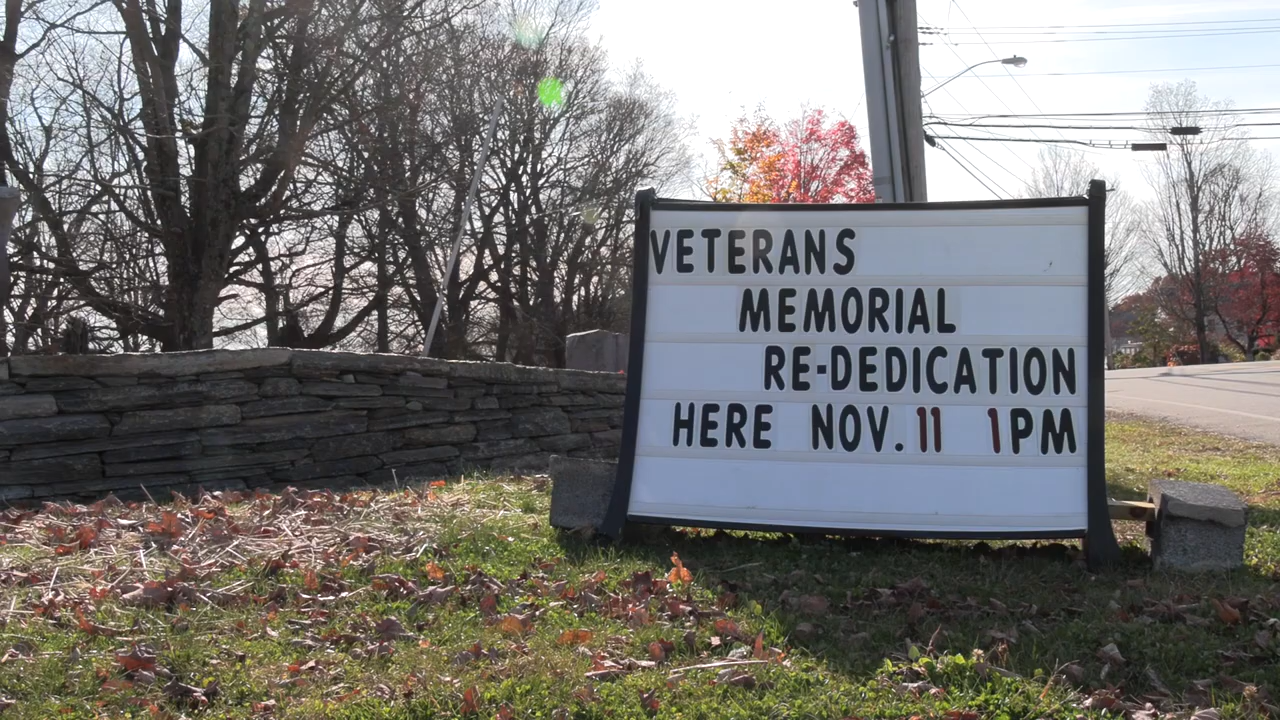 VETERANS
MEMORIAL
RE-DEDICATION
HERE NOV. 11 1PM